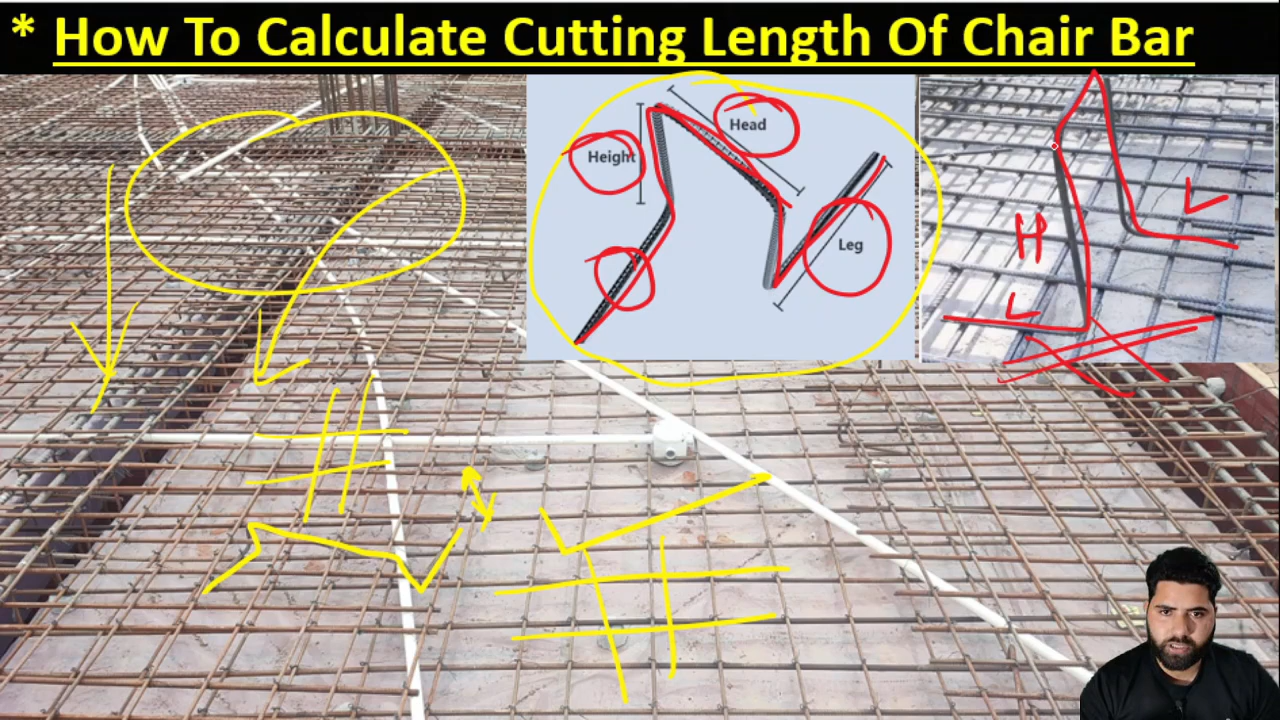 * How To Calculate Cutting Length Of Chair Bar
Head
Height
Leg
H
L
L